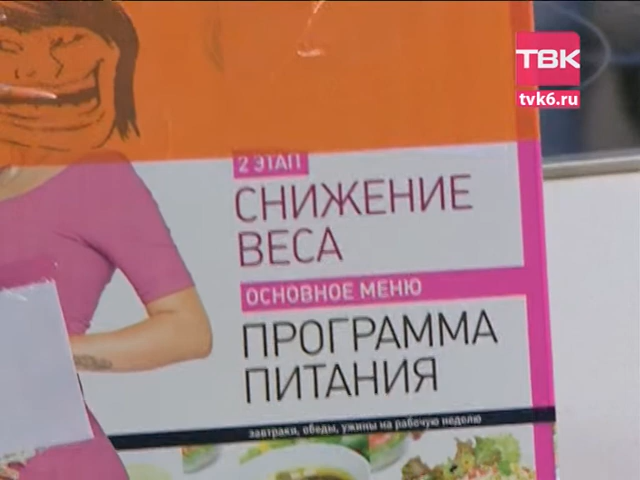 ТВК
tvk6.ru
2 ЭТАП
СНИЖЕНИЕ
ВЕСА
ОСНОВНОЕ МЕНЮ
ПРОГРАММА
ПИТАНИЯ
завтраки, обеды, ужины на рабочую неделю